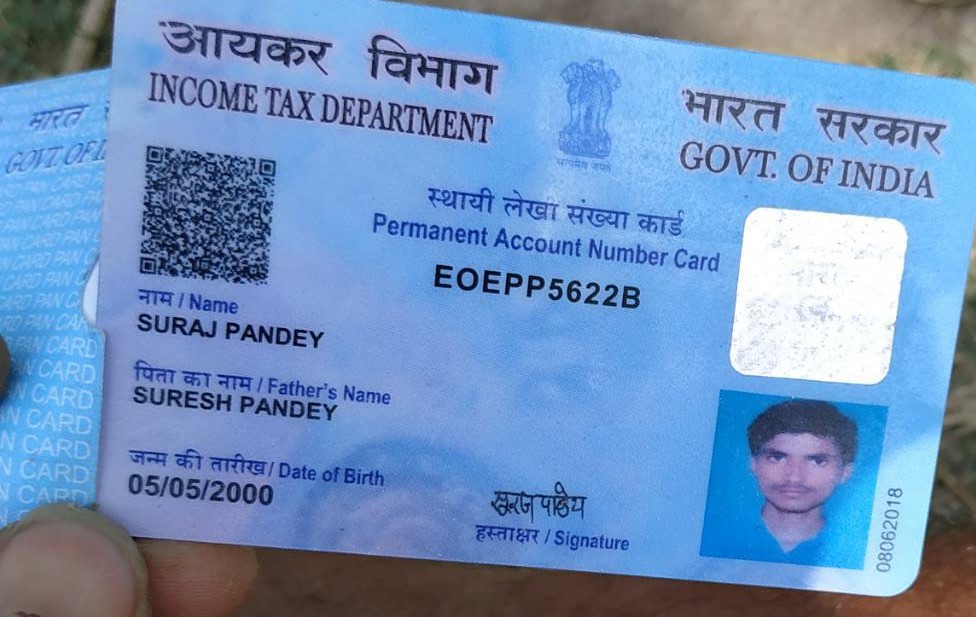 आयकर विभाग
INCOME TAX DEPARTMENT
सत्यमेव जयते
भारत सरकार
GOVT. OF INDIA
स्थायी लेखा संख्या कार्ड
Permanent Account Number Card
EOEPP5622B
नाम / Name
SURAJ PANDEY
पिता का नाम / Father's Name
SURESH PANDEY
जन्म की तारीख / Date of Birth
05/05/2000
सूरज पांडेय
हस्ताक्षर / Signature
08062018
भारत
GOVT. OF
PAN CARD PAN
PAN CARD
PAN CARD
N CARD
N CARD
N CARD
N CARD